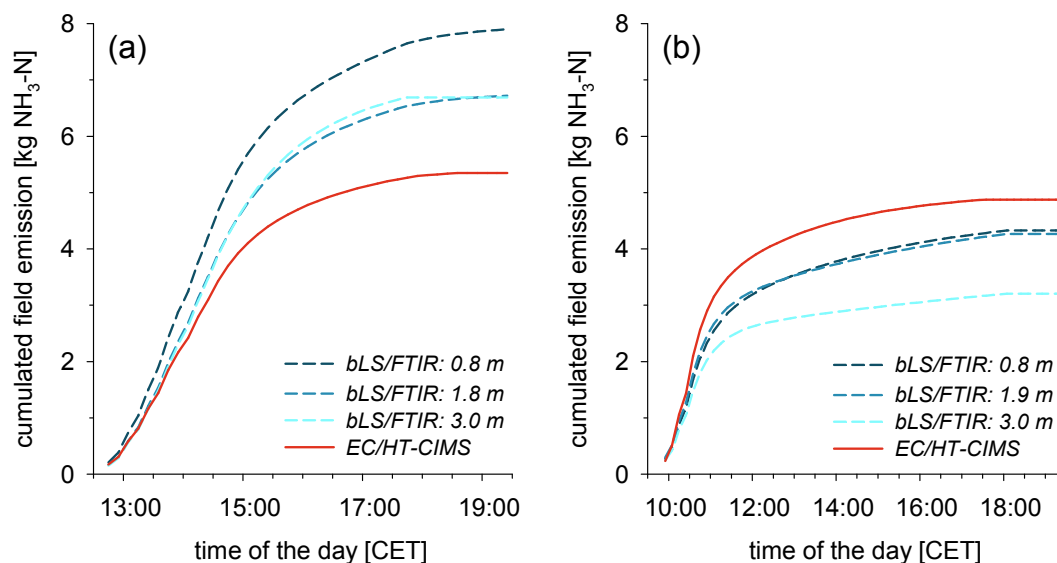 (a)
cumulated field emission [kg NH₃-N]
8
6
4
2
0
bLS/FTIR: 0.8 m
bLS/FTIR: 1.8 m
bLS/FTIR: 3.0 m
EC/HT-CIMS
13:00 15:00 17:00 19:00
time of the day [CET]
(b)
cumulated field emission [kg NH₃-N]
8
6
4
2
0
bLS/FTIR: 0.8 m
bLS/FTIR: 1.9 m
bLS/FTIR: 3.0 m
EC/HT-CIMS
10:00 12:00 14:00 16:00 18:00
time of the day [CET]